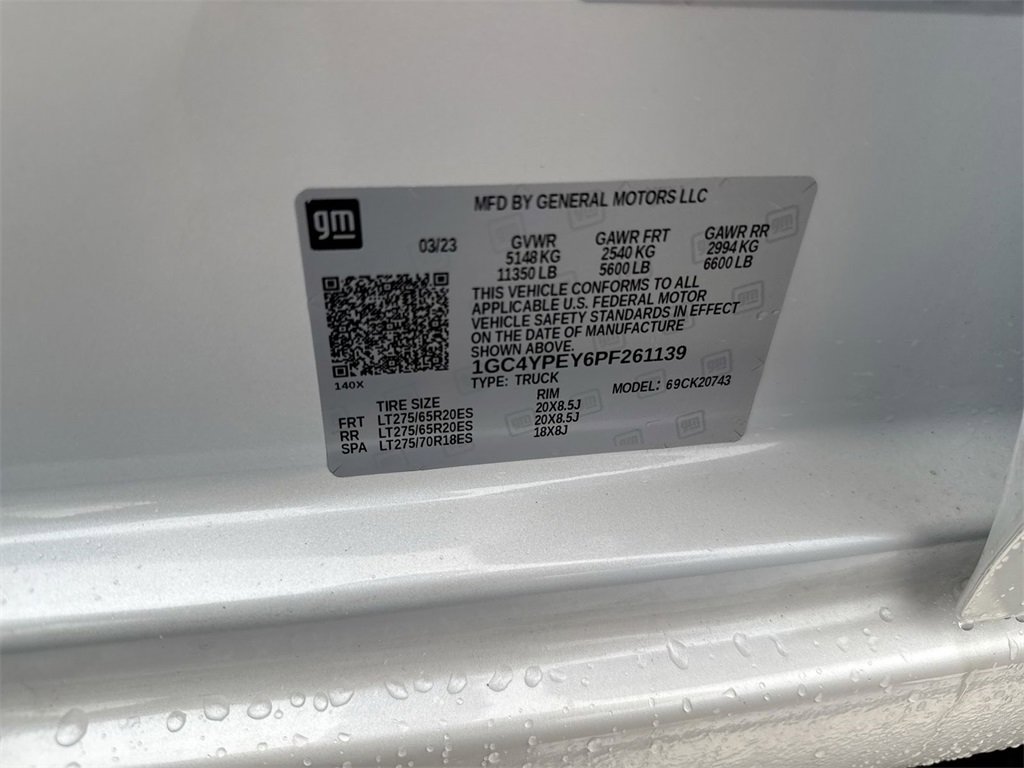 gm
MFD BY GENERAL MOTORS LLC
03/23 GVWR GAWR FRT GAWR RR
5148 KG 2540 KG 2994 KG
11350 LB 5600 LB 6600 LB
THIS VEHICLE CONFORMS TO ALL
APPLICABLE U.S. FEDERAL MOTOR
VEHICLE SAFETY STANDARDS IN EFFECT
ON THE DATE OF MANUFACTURE
SHOWN ABOVE.
1GC4YPEY6PF261139
140X
TYPE: TRUCK MODEL: 69CK20743
TIRE SIZE RIM
FRT LT275/65R20ES 20X8.5J
RR LT275/65R20ES 20X8.5J
SPA LT275/70R18ES 18X8J